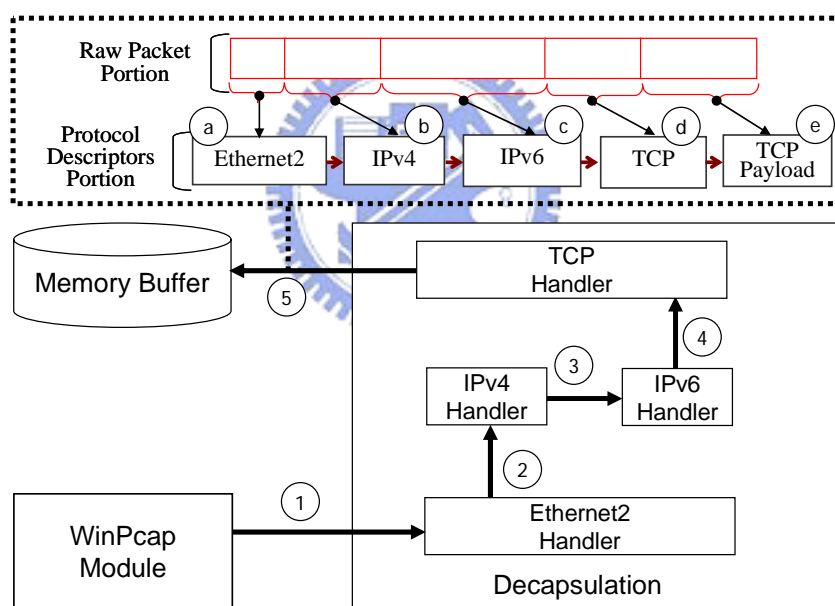 Raw Packet
Portion
a
b
c
d
e
Protocol
Descriptors
Portion
Ethernet2
IPv4
IPv6
TCP
TCP
Payload
Memory Buffer
5
TCP
Handler
4
IPv4
Handler
3
IPv6
Handler
2
1
WinPcap
Module
Ethernet2
Handler
Decapsulation